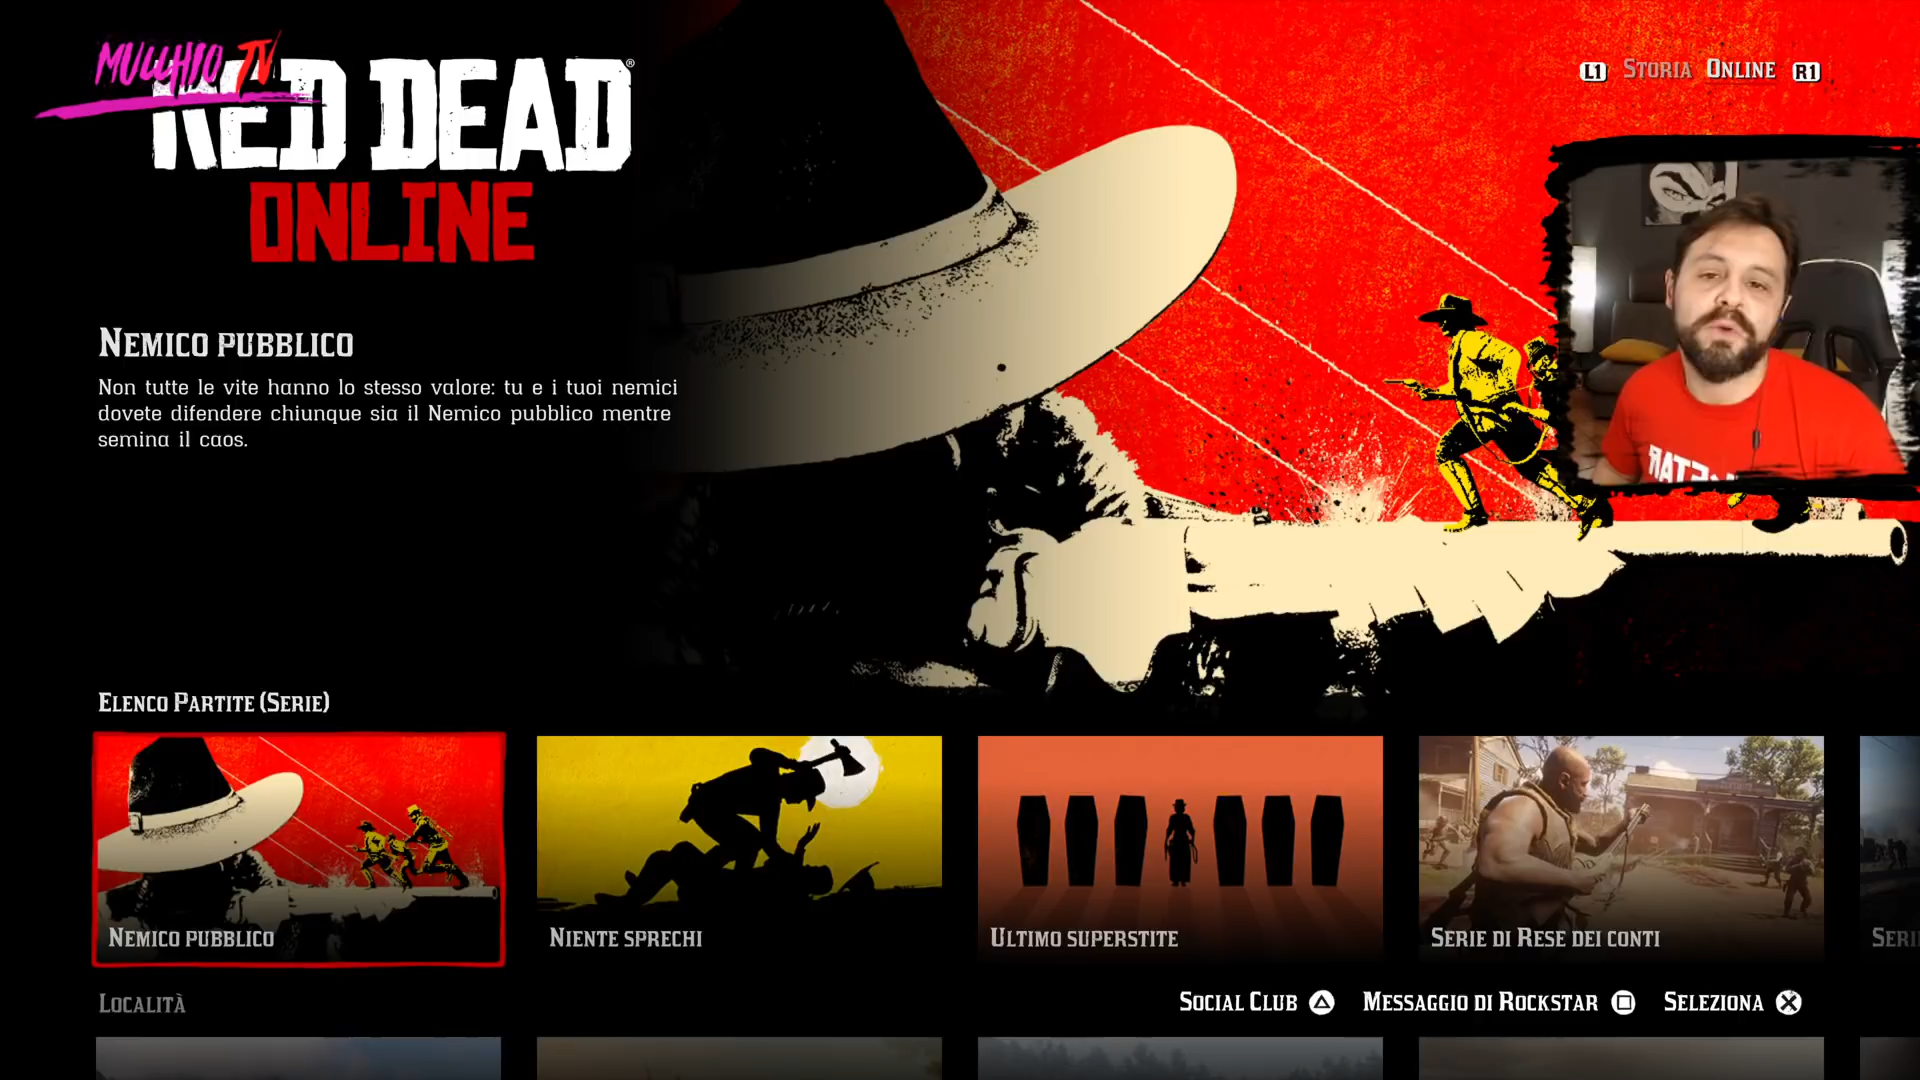 MUCCHIO TV
RED DEAD®
ONLINE
L1 STORIA ONLINE R1
NEMICO PUBBLICO
Non tutte le vite hanno lo stesso valore: tu e i tuoi nemici
dovete difendere chiunque sia il Nemico pubblico mentre
semina il caos.
ELENCO PARTITE (SERIE)
NEMICO PUBBLICO
NIENTE SPRECHI
ULTIMO SUPERSTITE
SERIE DI RESE DEI CONTI
LOCALITÀ
SOCIAL CLUB
MESSAGGIO DI ROCKSTAR
SELEZIONA